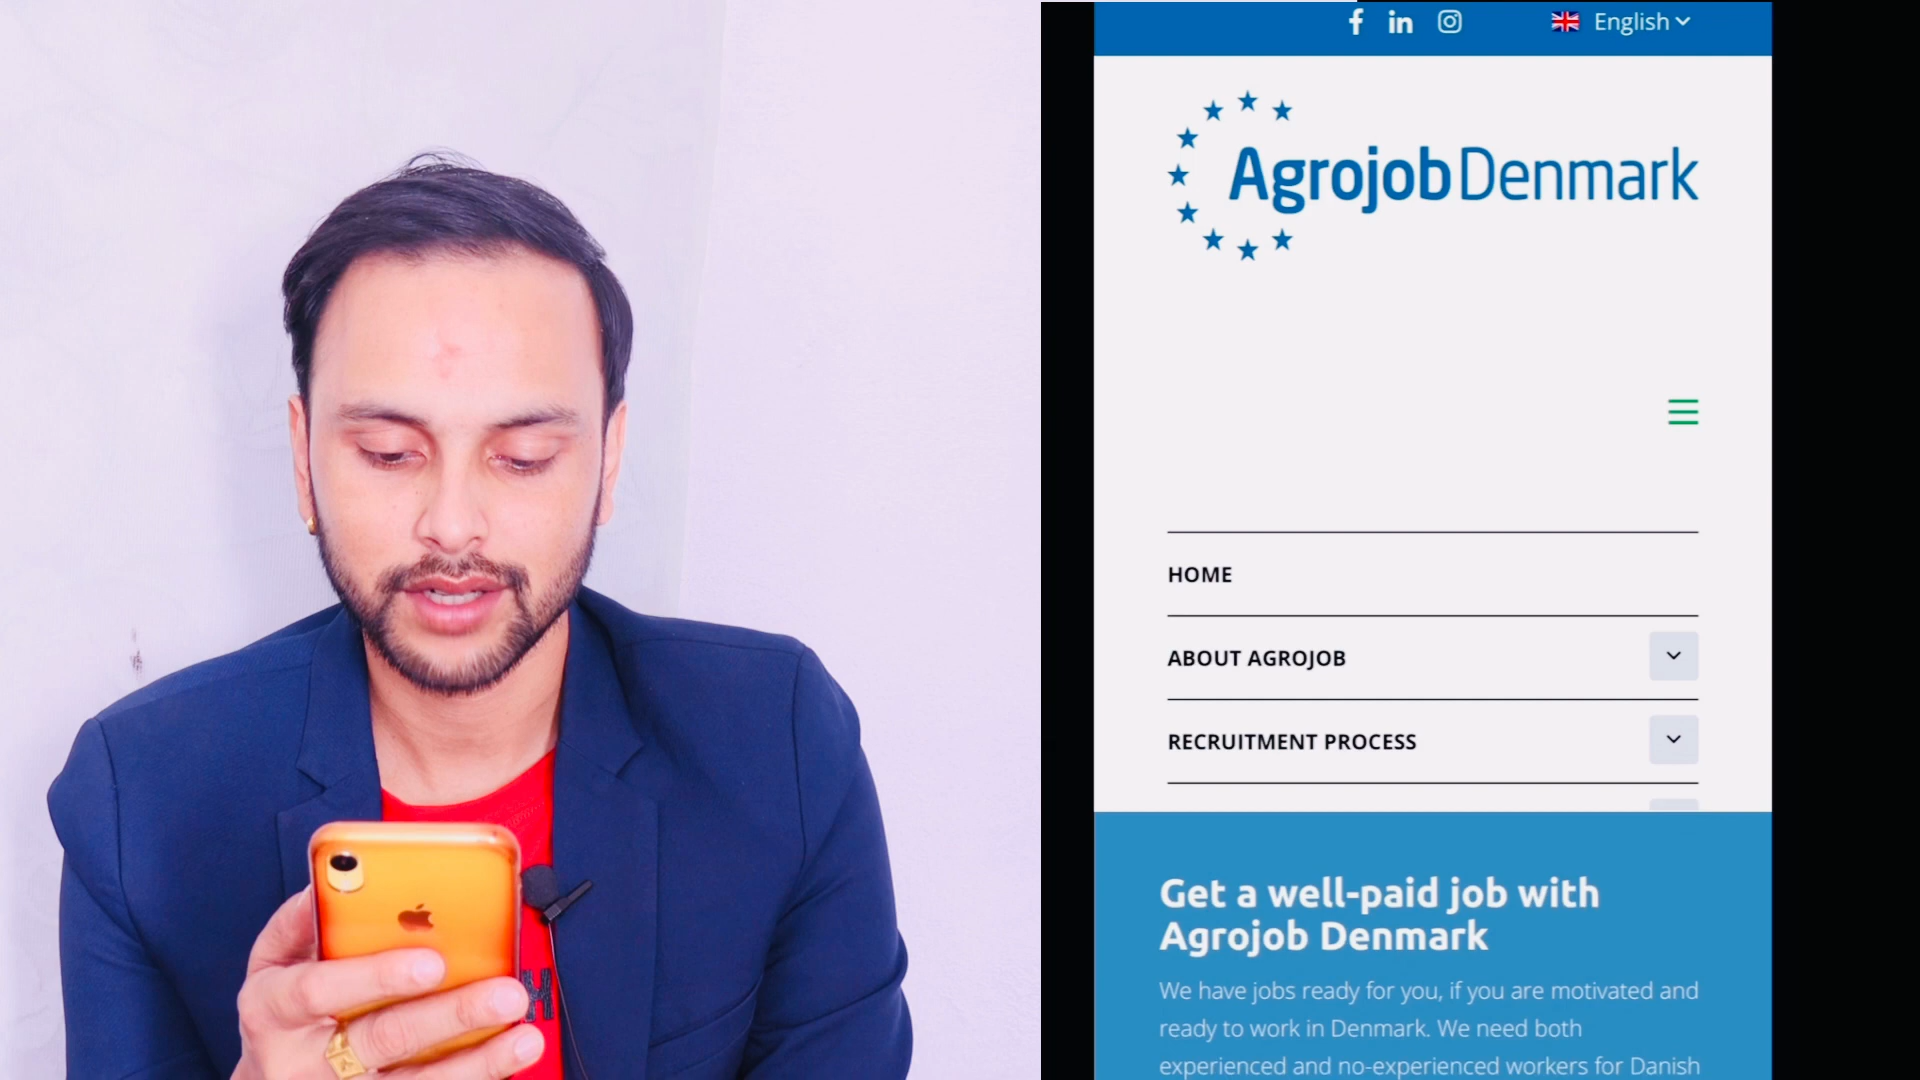 English
Agrojob Denmark
HOME
ABOUT AGROJOB
RECRUITMENT PROCESS
Get a well-paid job with
Agrojob Denmark
We have jobs ready for you, if you are motivated and
ready to work in Denmark. We need both
experienced and no-experienced workers for Danish
H